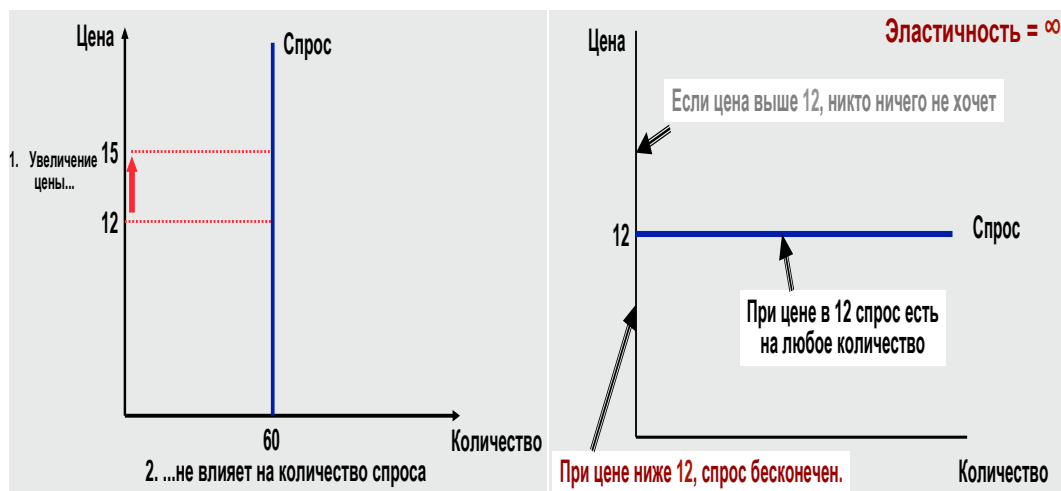 Цена
Спрос
1. Увеличение
цены...
15
12
60
Количество
2. ...не влияет на количество спроса
Эластичность = ∞
Цена
Если цена выше 12, никто ничего не хочет
12
Спрос
При цене в 12 спрос есть
на любое количество
При цене ниже 12, спрос бесконечен.
Количество